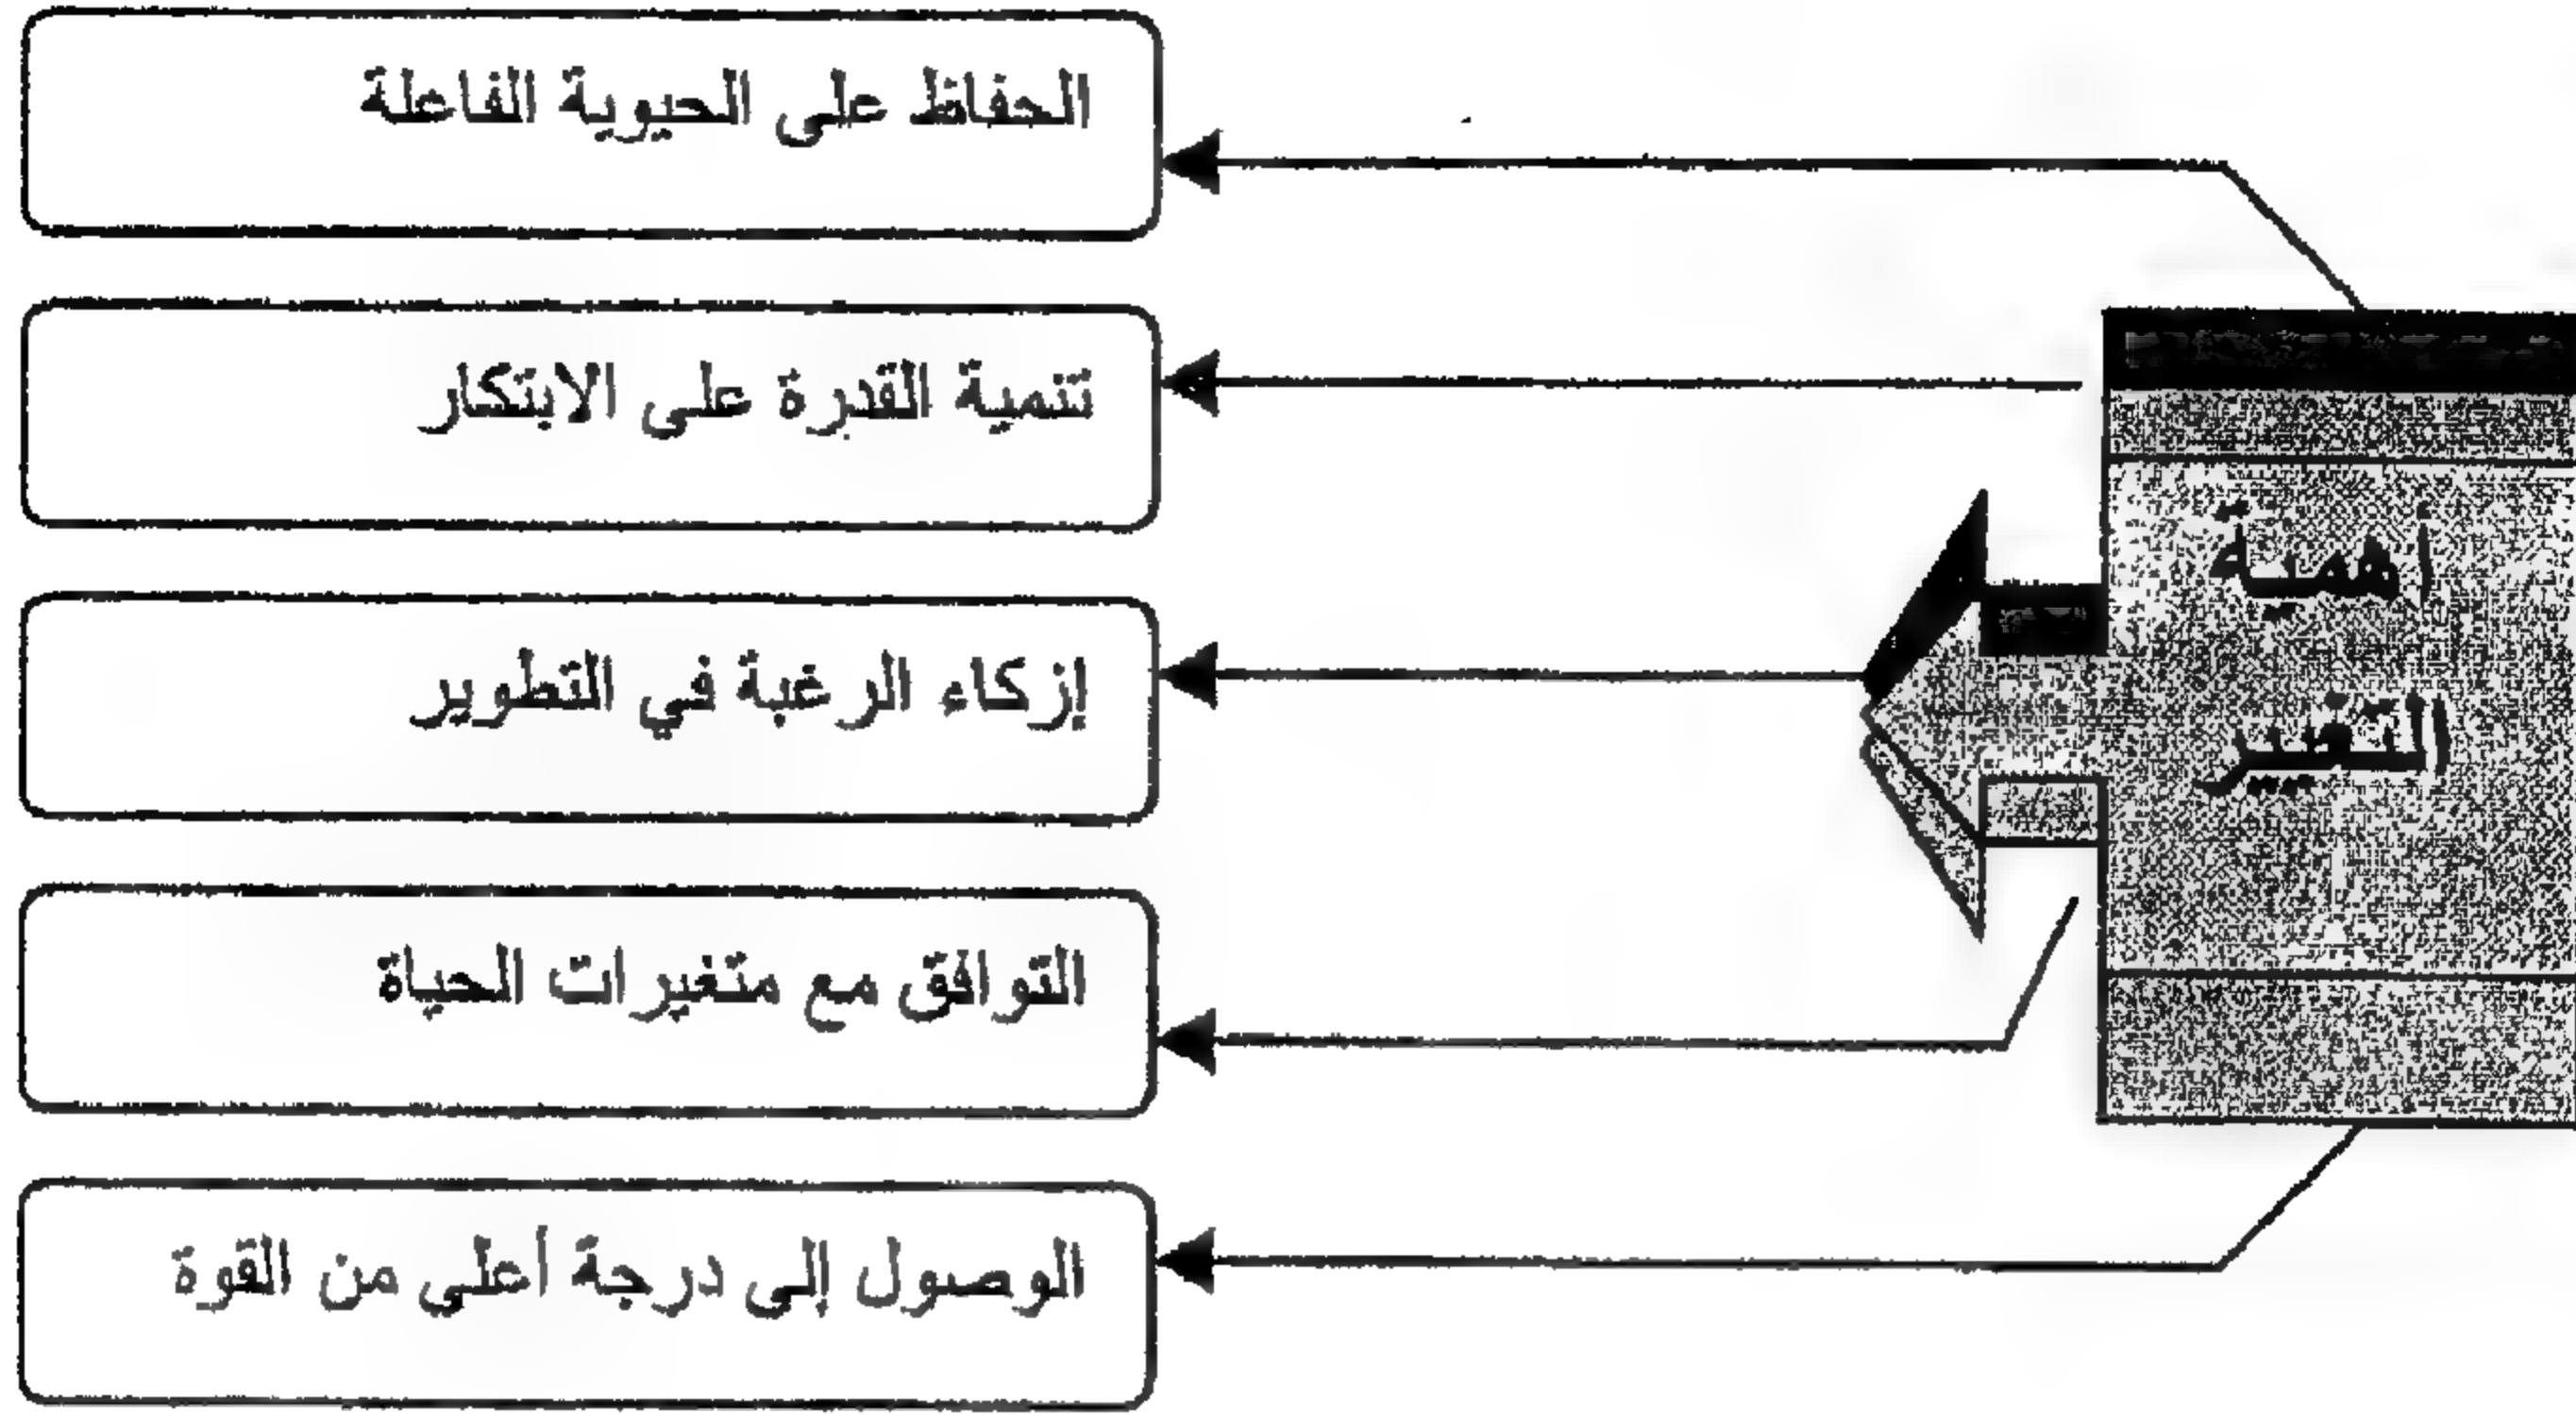 أهمية
التغيير
الحفاظ على الحيوية الفاعلة
تنمية القدرة على الابتكار
إزكاء الرغبة في التطوير
التوافق مع متغيرات الحياة
الوصول إلى درجة أعلى من القوة